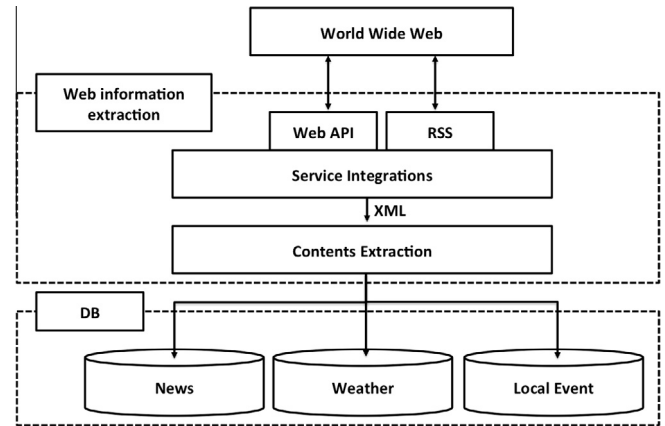 World Wide Web
Web information
extraction
Web API
RSS
Service Integrations
XML
Contents Extraction
DB
News
Weather
Local Event